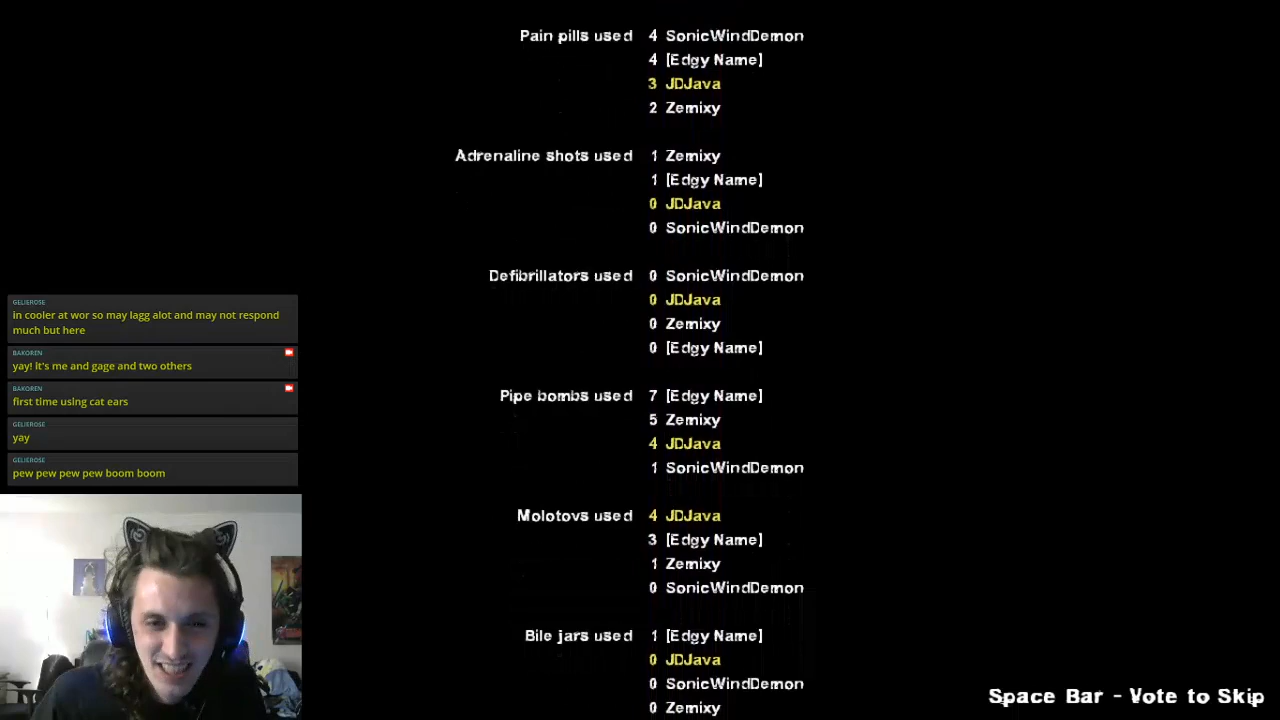 Pain pills used 4 SonicWindDemon
4 [Edgy Name]
3 JDJava
2 Zemixy
Adrenaline shots used 1 Zemixy
1 [Edgy Name]
0 JDJava
0 SonicWindDemon
Defibrillators used 0 SonicWindDemon
0 JDJava
0 Zemixy
0 [Edgy Name]
Pipe bombs used 7 [Edgy Name]
5 Zemixy
4 JDJava
1 SonicWindDemon
Molotovs used 4 JDJava
3 [Edgy Name]
1 Zemixy
0 SonicWindDemon
Bile jars used 1 [Edgy Name]
0 JDJava
0 SonicWindDemon
0 Zemixy
GELIEROSE
in cooler at wor so may lagg alot and may not respond
much but here
BAKOREN
yay! It's me and gage and two others
BAKOREN
first time using cat ears
GELIEROSE
yay
GELIEROSE
pew pew pew pew boom boom
Space Bar - Vote to Skip